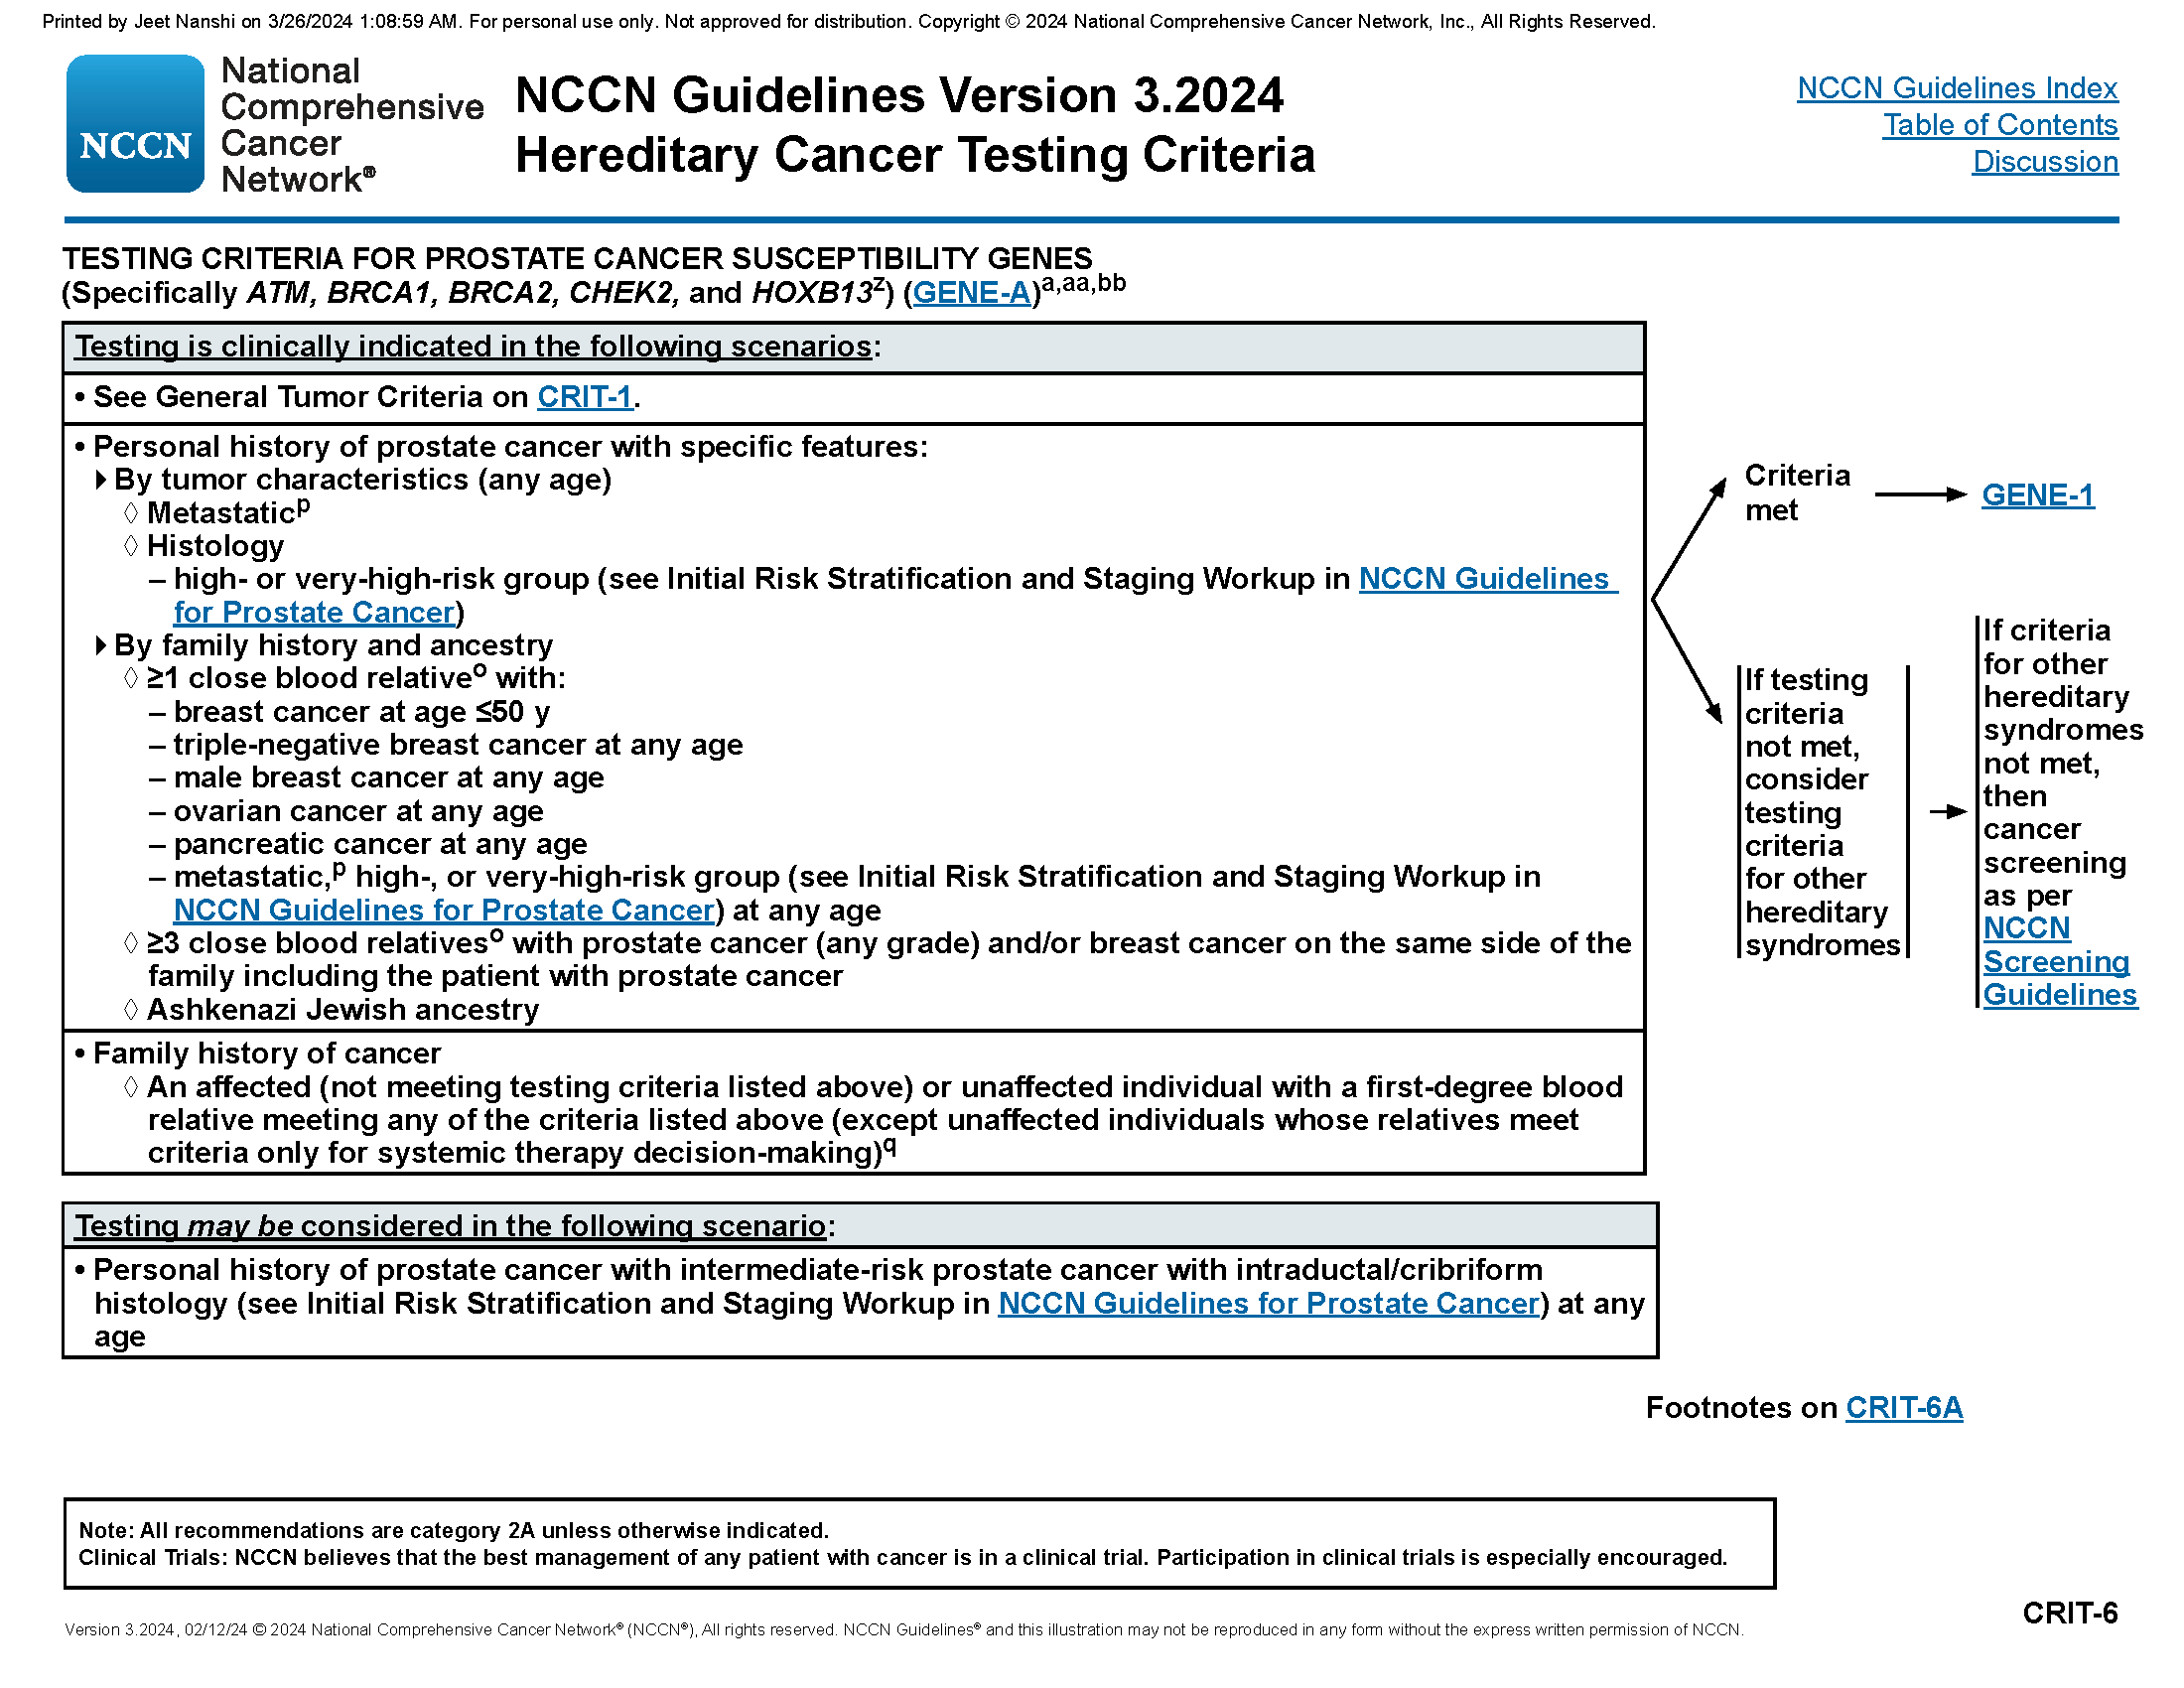 Printed by Jeet Nanshi on 3/26/2024 1:08:59 AM. For personal use only. Not approved for distribution. Copyright © 2024 National Comprehensive Cancer Network, Inc., All Rights Reserved.
NCCN
National
Comprehensive
Cancer
Network®
NCCN Guidelines Version 3.2024
Hereditary Cancer Testing Criteria
NCCN Guidelines Index
Table of Contents
Discussion
TESTING CRITERIA FOR PROSTATE CANCER SUSCEPTIBILITY GENES
(Specifically ATM, BRCA1, BRCA2, CHEK2, and HOXB13z) (GENE-A)a,aa,bb
Testing is clinically indicated in the following scenarios:
• See General Tumor Criteria on CRIT-1.
• Personal history of prostate cancer with specific features:
▸ By tumor characteristics (any age)
◊ Metastaticp
◊ Histology
– high- or very-high-risk group (see Initial Risk Stratification and Staging Workup in NCCN Guidelines
for Prostate Cancer)
▸ By family history and ancestry
◊ ≥1 close blood relativeo with:
– breast cancer at age ≤50 y
– triple-negative breast cancer at any age
– male breast cancer at any age
– ovarian cancer at any age
– pancreatic cancer at any age
– metastatic,p high-, or very-high-risk group (see Initial Risk Stratification and Staging Workup in
NCCN Guidelines for Prostate Cancer) at any age
◊ ≥3 close blood relativeso with prostate cancer (any grade) and/or breast cancer on the same side of the
family including the patient with prostate cancer
◊ Ashkenazi Jewish ancestry
• Family history of cancer
◊ An affected (not meeting testing criteria listed above) or unaffected individual with a first-degree blood
relative meeting any of the criteria listed above (except unaffected individuals whose relatives meet
criteria only for systemic therapy decision-making)q
Criteria
met
GENE-1
If testing
criteria
not met,
consider
testing
criteria
for other
hereditary
syndromes
If criteria
for other
hereditary
syndromes
not met,
then
cancer
screening
as per
NCCN
Screening
Guidelines
Testing may be considered in the following scenario:
• Personal history of prostate cancer with intermediate-risk prostate cancer with intraductal/cribriform
histology (see Initial Risk Stratification and Staging Workup in NCCN Guidelines for Prostate Cancer) at any
age
Footnotes on CRIT-6A
Note: All recommendations are category 2A unless otherwise indicated.
Clinical Trials: NCCN believes that the best management of any patient with cancer is in a clinical trial. Participation in clinical trials is especially encouraged.
CRIT-6
Version 3.2024, 02/12/24 © 2024 National Comprehensive Cancer Network® (NCCN®), All rights reserved. NCCN Guidelines® and this illustration may not be reproduced in any form without the express written permission of NCCN.